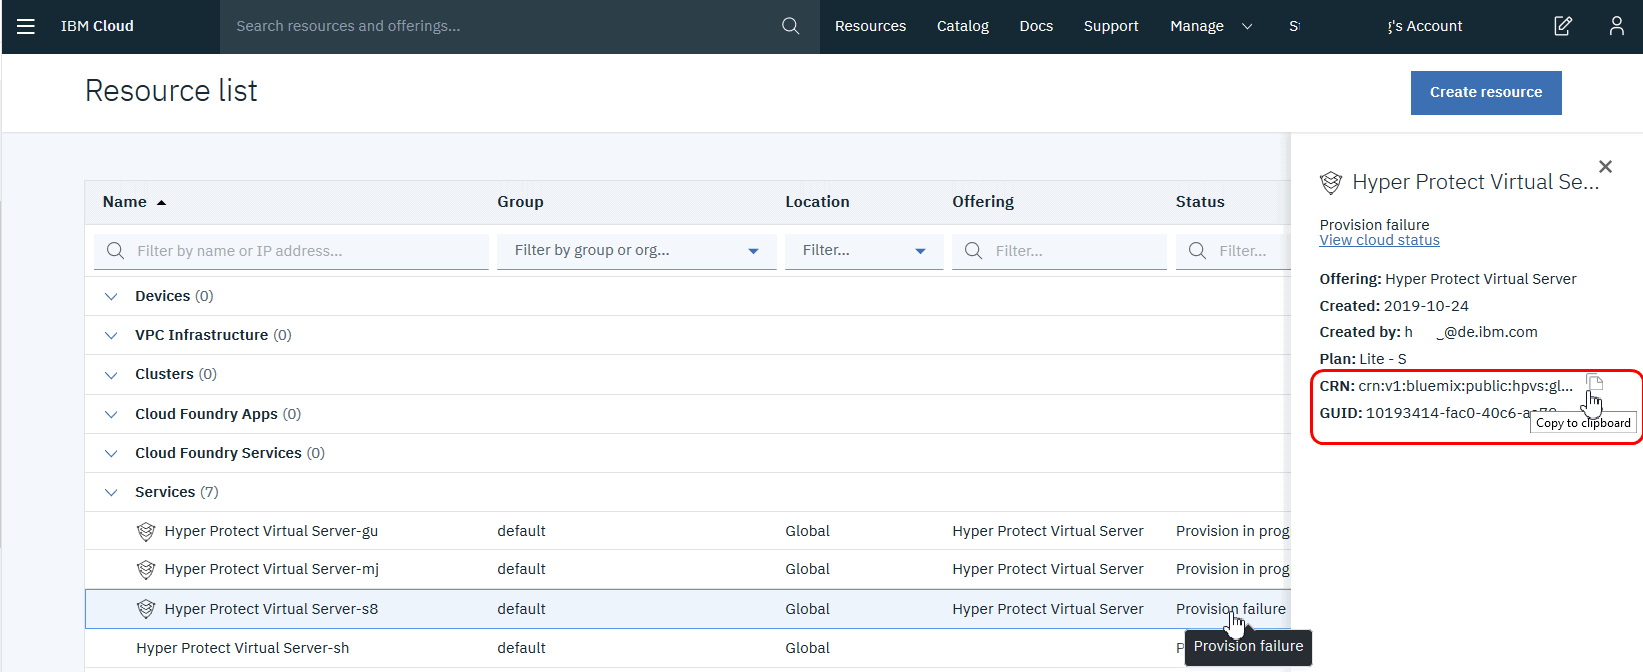 IBM Cloud Search resources and offerings... Resources Catalog Docs Support Manage 's Account
Resource list Create resource
Name Group Location Offering Status
Filter by name or IP address... Filter by group or org... Filter... Filter... Filter...
Devices (0)
VPC Infrastructure (0)
Clusters (0)
Cloud Foundry Apps (0)
Cloud Foundry Services (0)
Services (7)
Hyper Protect Virtual Server-gu default Global Hyper Protect Virtual Server Provision in prog
Hyper Protect Virtual Server-mj default Global Hyper Protect Virtual Server Provision in prog
Hyper Protect Virtual Server-s8 default Global Hyper Protect Virtual Server Provision failure
Hyper Protect Virtual Server-sh default Global
Provision failure
Hyper Protect Virtual Se...
Provision failure
View cloud status
Offering: Hyper Protect Virtual Server
Created: 2019-10-24
Created by: h @de.ibm.com
Plan: Lite - S
CRN: crn:v1:bluemix:public:hpvs:gl...
GUID: 10193414-fac0-40c6-
Copy to clipboard